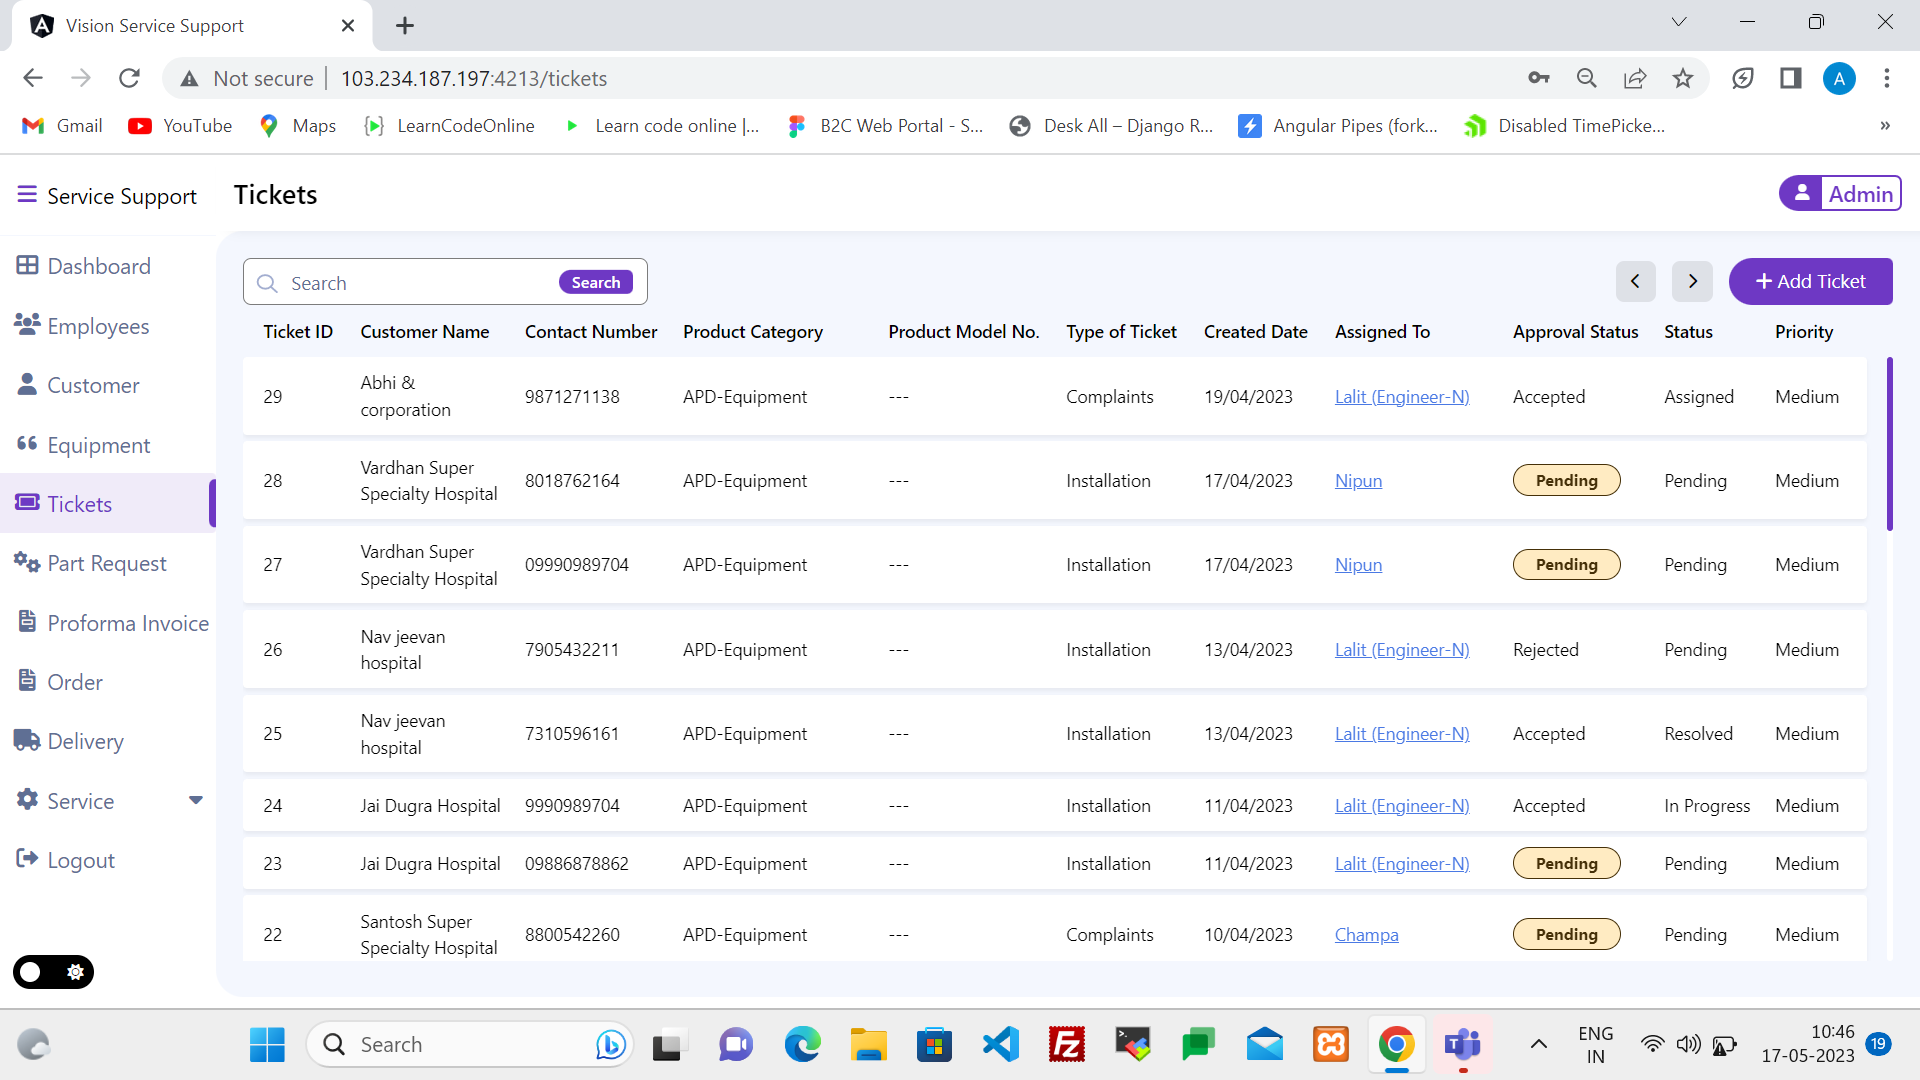 Vision Service Support
Not secure 103.234.187.197:4213/tickets
A
Gmail YouTube Maps LearnCodeOnline Learn code online |... B2C Web Portal - S... Desk All – Django R... Angular Pipes (fork... Disabled TimePicke... »
Service Support Tickets Admin
Dashboard
Employees
Customer
Equipment
Tickets
Part Request
Proforma Invoice
Order
Delivery
Service
Logout
Search Search + Add Ticket
Ticket ID Customer Name Contact Number Product Category Product Model No. Type of Ticket Created Date Assigned To Approval Status Status Priority
29 Abhi & corporation 9871271138 APD-Equipment --- Complaints 19/04/2023 Lalit (Engineer-N) Accepted Assigned Medium
28 Vardhan Super Specialty Hospital 8018762164 APD-Equipment --- Installation 17/04/2023 Nipun Pending Pending Medium
27 Vardhan Super Specialty Hospital 09990989704 APD-Equipment --- Installation 17/04/2023 Nipun Pending Pending Medium
26 Nav jeevan hospital 7905432211 APD-Equipment --- Installation 13/04/2023 Lalit (Engineer-N) Rejected Pending Medium
25 Nav jeevan hospital 7310596161 APD-Equipment --- Installation 13/04/2023 Lalit (Engineer-N) Accepted Resolved Medium
24 Jai Dugra Hospital 9990989704 APD-Equipment --- Installation 11/04/2023 Lalit (Engineer-N) Accepted In Progress Medium
23 Jai Dugra Hospital 09886878862 APD-Equipment --- Installation 11/04/2023 Lalit (Engineer-N) Pending Pending Medium
22 Santosh Super Specialty Hospital 8800542260 APD-Equipment --- Complaints 10/04/2023 Champa Pending Pending Medium
Search
ENG
IN
10:46
17-05-2023
19